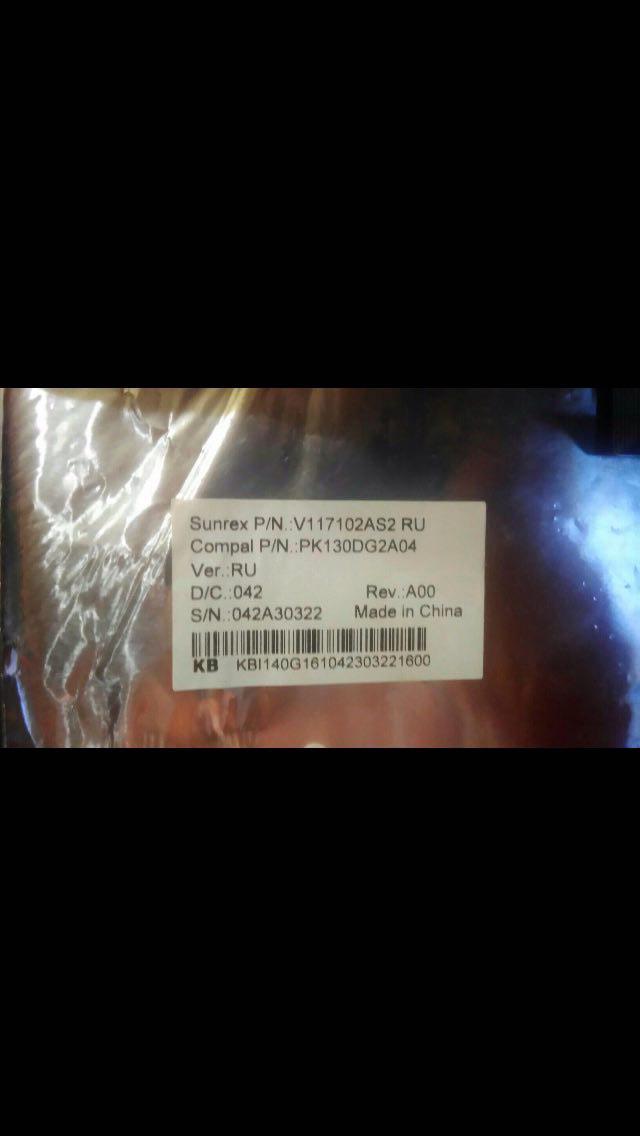 Sunrex P/N.:V117102AS2 RU
Compal P/N.:PK130DG2A04
Ver.:RU
D/C.:042 Rev.:A00
S/N.:042A30322 Made in China
KB KBI140G161042303221600